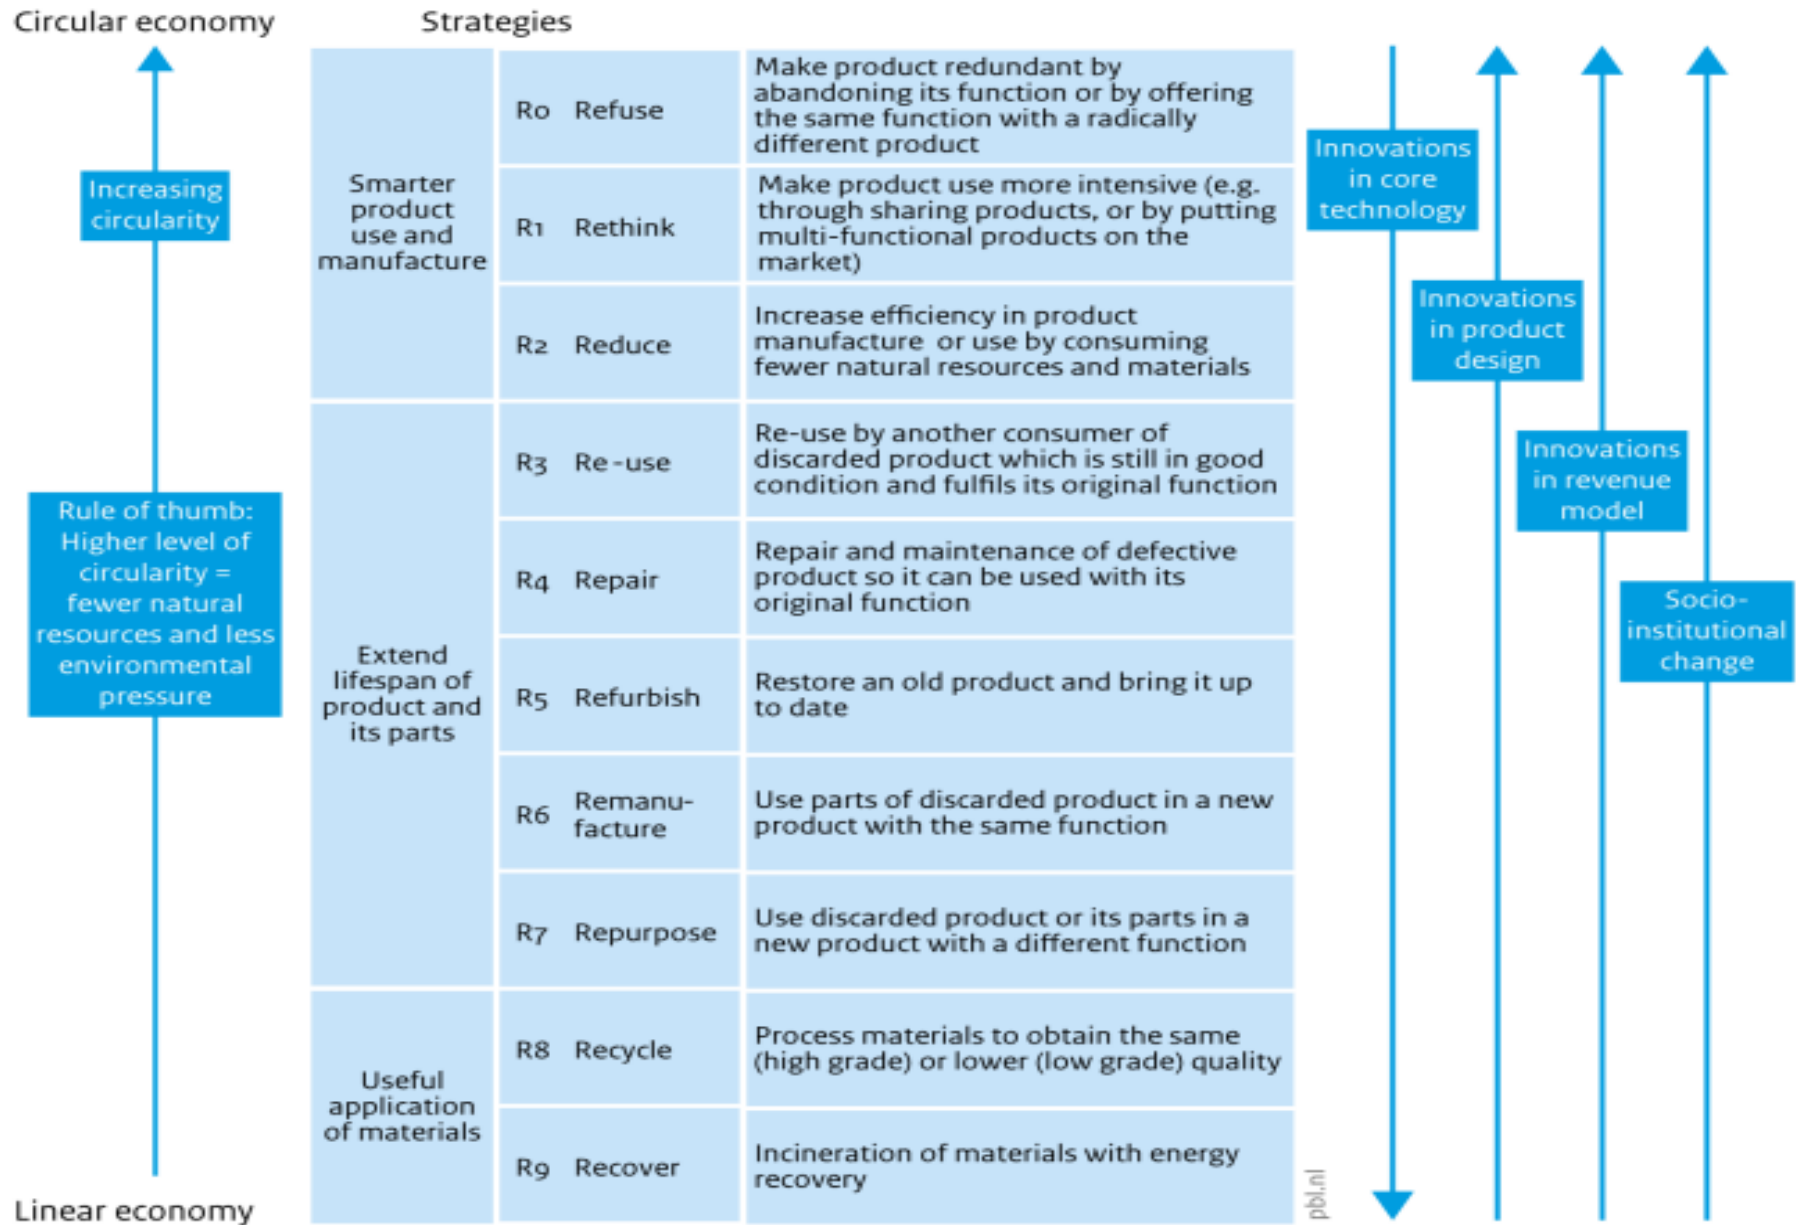 Circular economy
Strategies
Increasing
circularity
Rule of thumb:
Higher level of
circularity =
fewer natural
resources and less
environmental
pressure
Linear economy
Smarter
product
use and
manufacture
R0 Refuse
Make product redundant by
abandoning its function or by offering
the same function with a radically
different product
R1 Rethink
Make product use more intensive (e.g.
through sharing products, or by putting
multi-functional products on the
market)
R2 Reduce
Increase efficiency in product
manufacture or use by consuming
fewer natural resources and materials
Extend
lifespan of
product and
its parts
R3 Re-use
Re-use by another consumer of
discarded product which is still in good
condition and fulfils its original function
R4 Repair
Repair and maintenance of defective
product so it can be used with its
original function
R5 Refurbish
Restore an old product and bring it up
to date
R6 Remanu-
facture
Use parts of discarded product in a new
product with the same function
R7 Repurpose
Use discarded product or its parts in a
new product with a different function
Useful
application
of materials
R8 Recycle
Process materials to obtain the same
(high grade) or lower (low grade) quality
R9 Recover
Incineration of materials with energy
recovery
pbl.nl
Innovations
in core
technology
Innovations
in product
design
Innovations
in revenue
model
Socio-
institutional
change